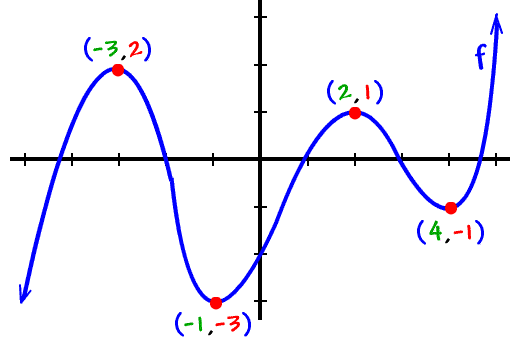 (-3,2)
f
(2,1)
(4,-1)
(-1,-3)